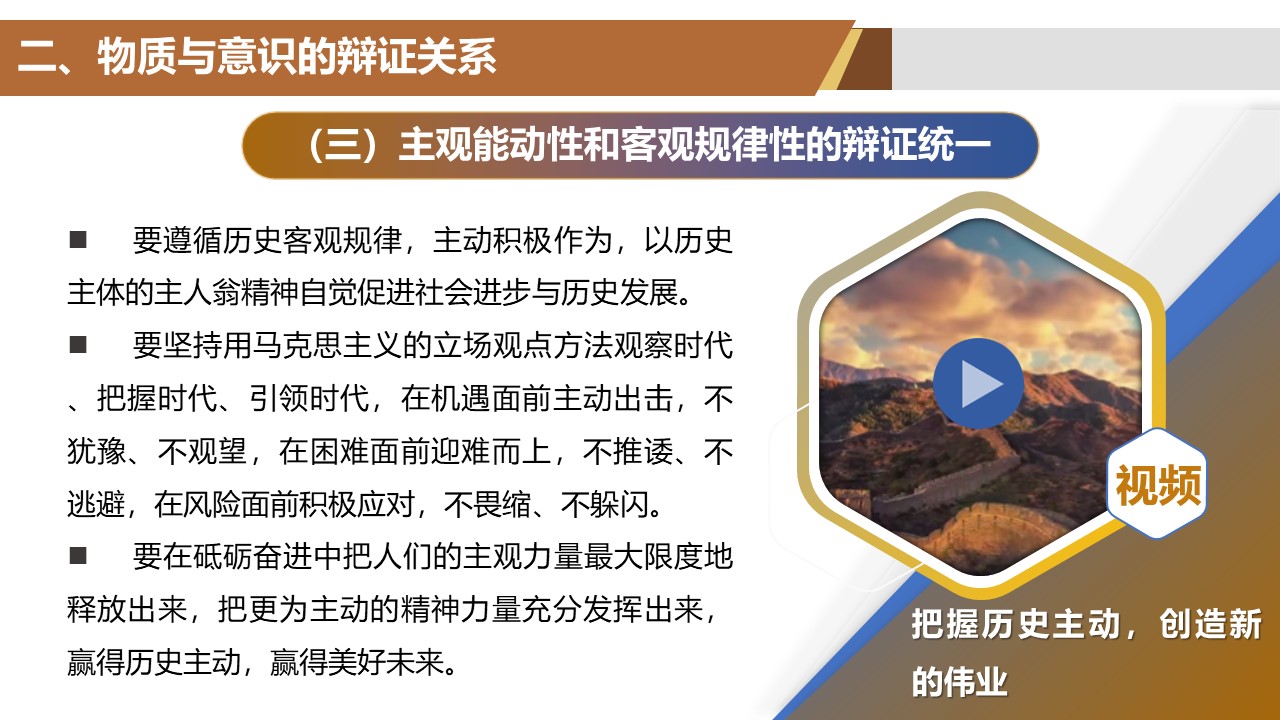 二、物质与意识的辩证关系
（三）主观能动性和客观规律性的辩证统一
■ 要遵循历史客观规律，主动积极作为，以历史
主体的主人翁精神自觉促进社会进步与历史发展。
■ 要坚持用马克思主义的立场观点方法观察时代
、把握时代、引领时代，在机遇面前主动出击，不
犹豫、不观望，在困难面前迎难而上，不推诿、不
逃避，在风险面前积极应对，不畏缩、不躲闪。
■ 要在砥砺奋进中把人们的主观力量最大限度地
释放出来，把更为主动的精神力量充分发挥出来，
赢得历史主动，赢得美好未来。
视频
把握历史主动，创造新
的伟业